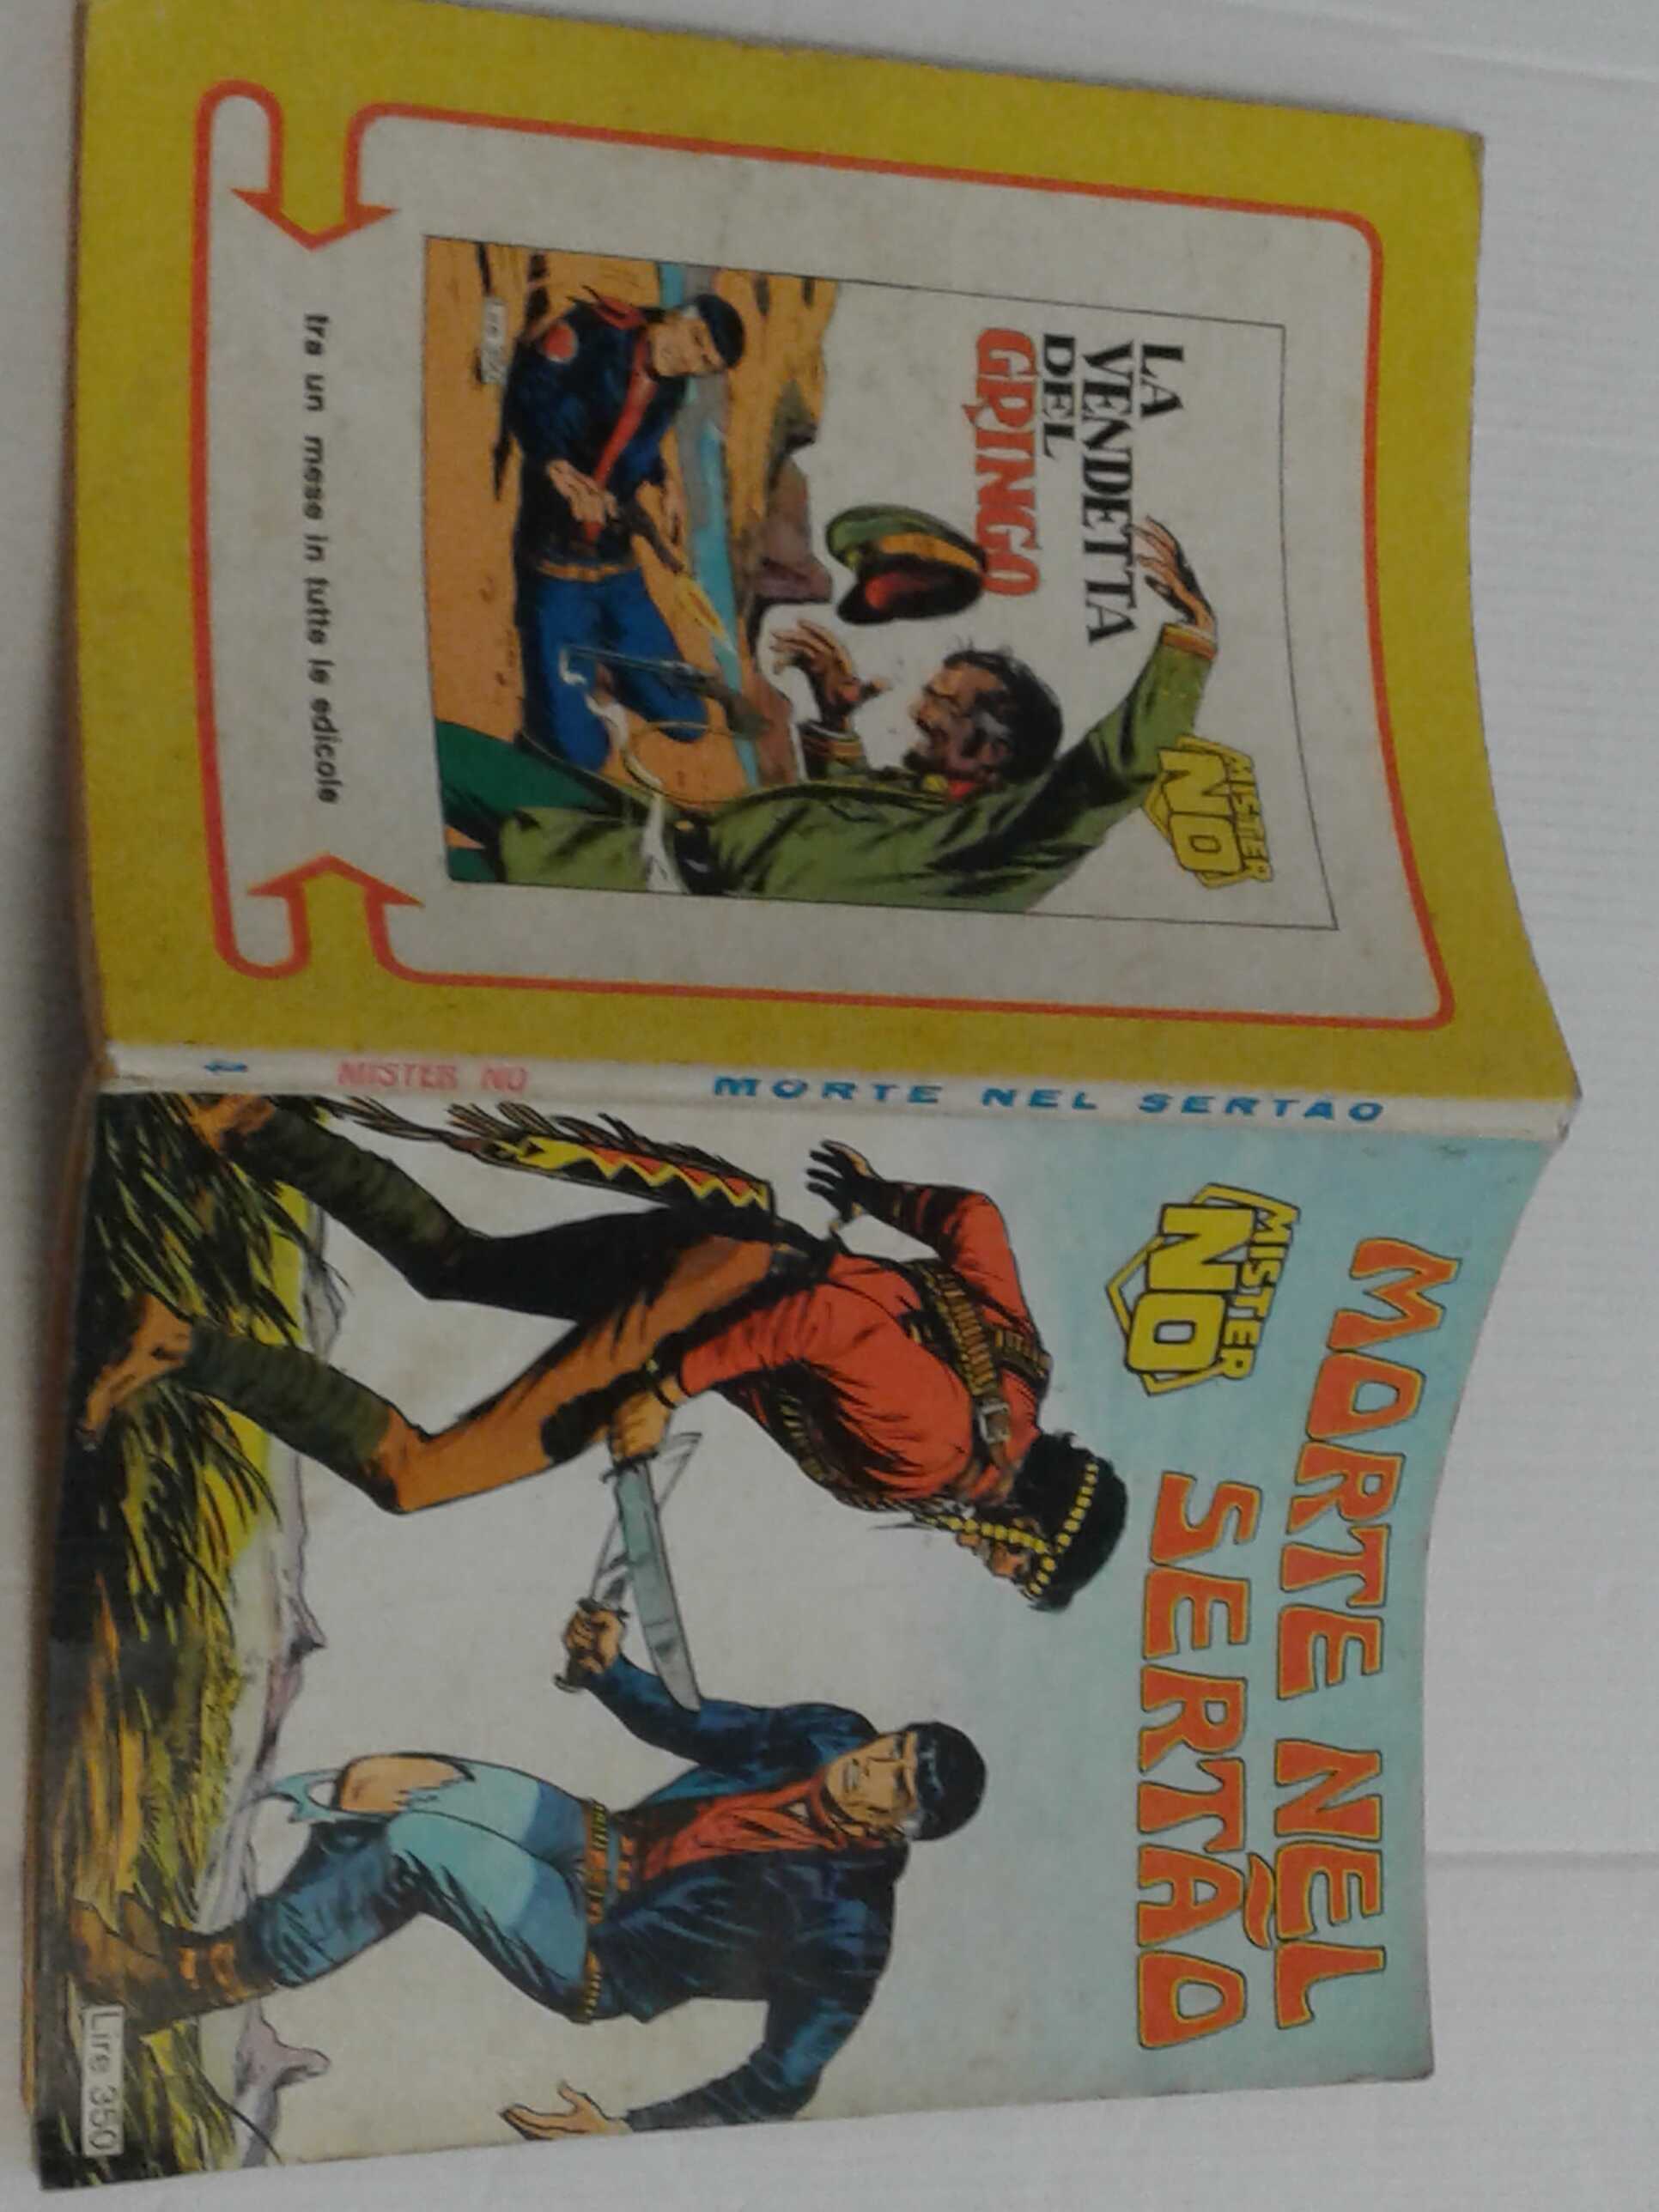 LA
VENDETTA
DEL
GRINGO
MISTER
NO
tra un mese in tutte le edicole
4 MISTER NO MORTE NEL SERTAO
MORTE NEL
SERTÃO
MISTER
NO
Lire 350